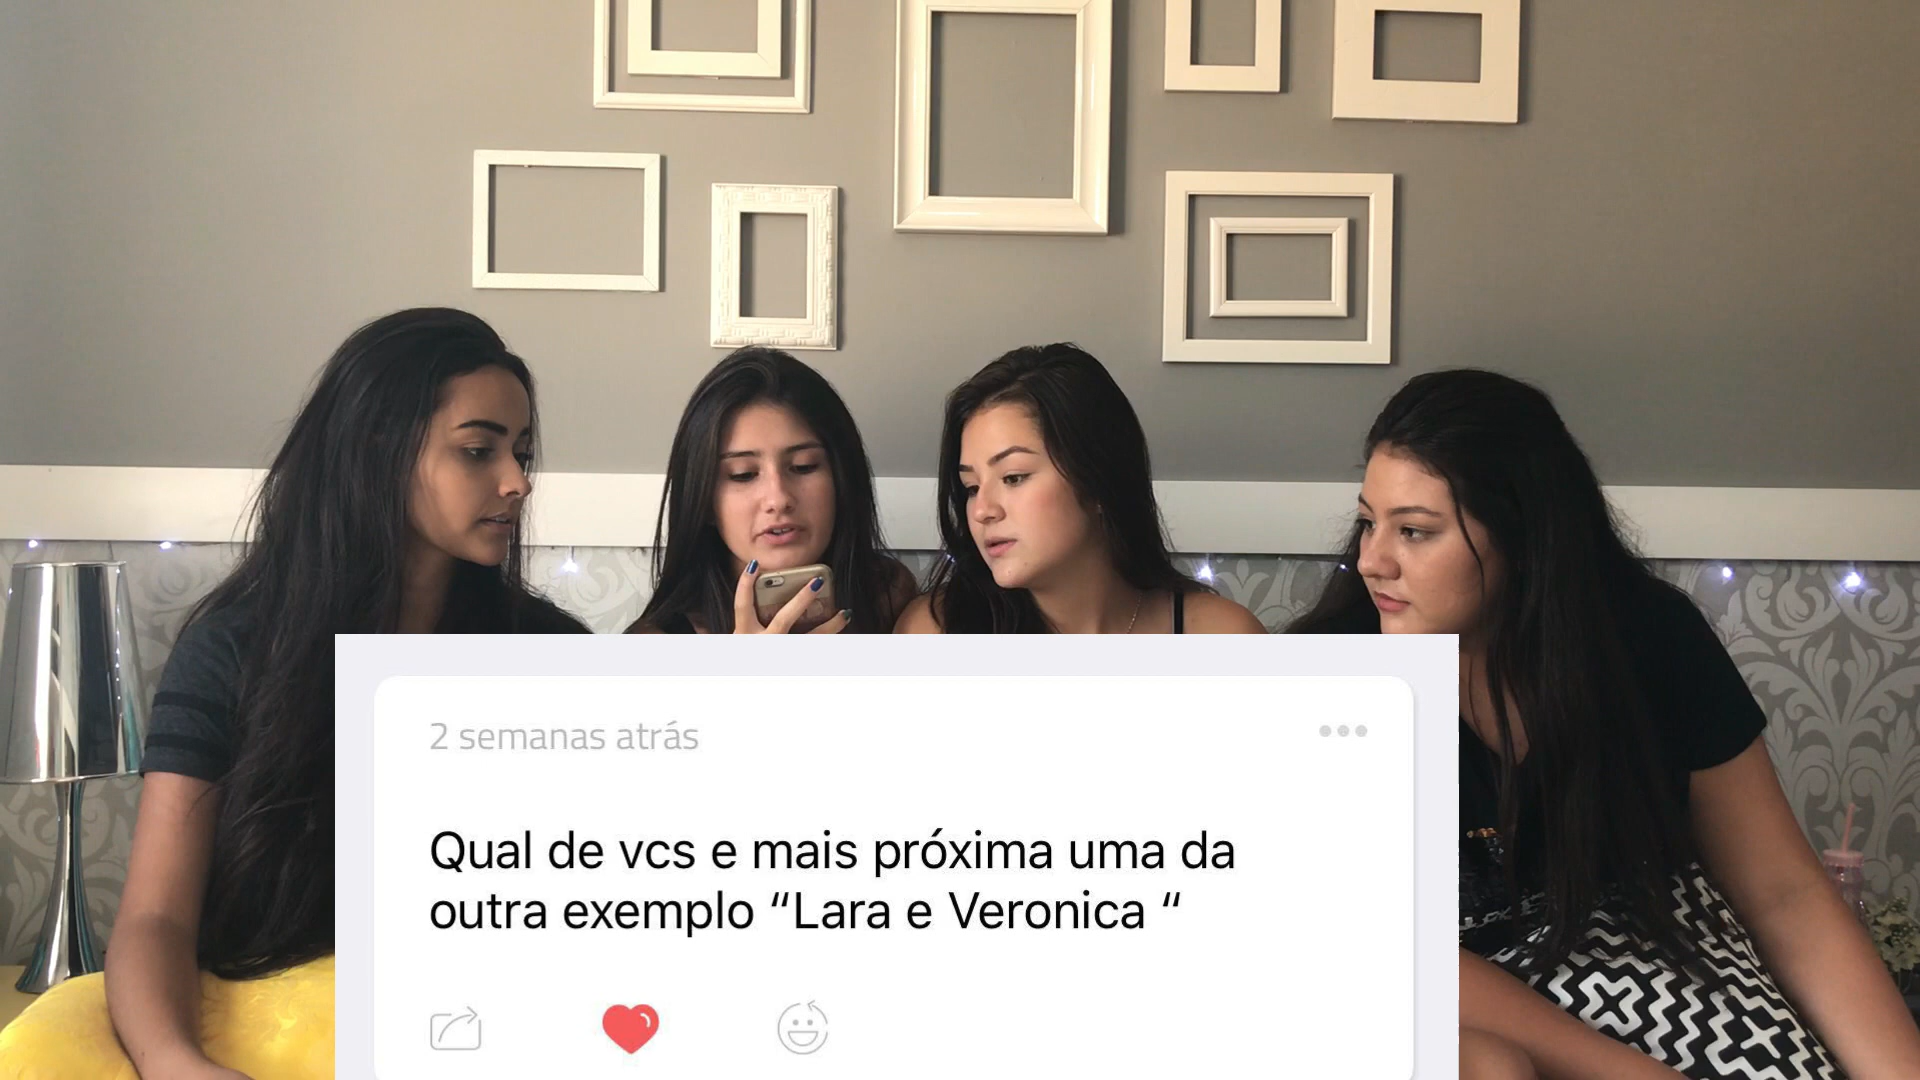 2 semanas atrás
Qual de vcs e mais próxima uma da
outra exemplo “Lara e Veronica “